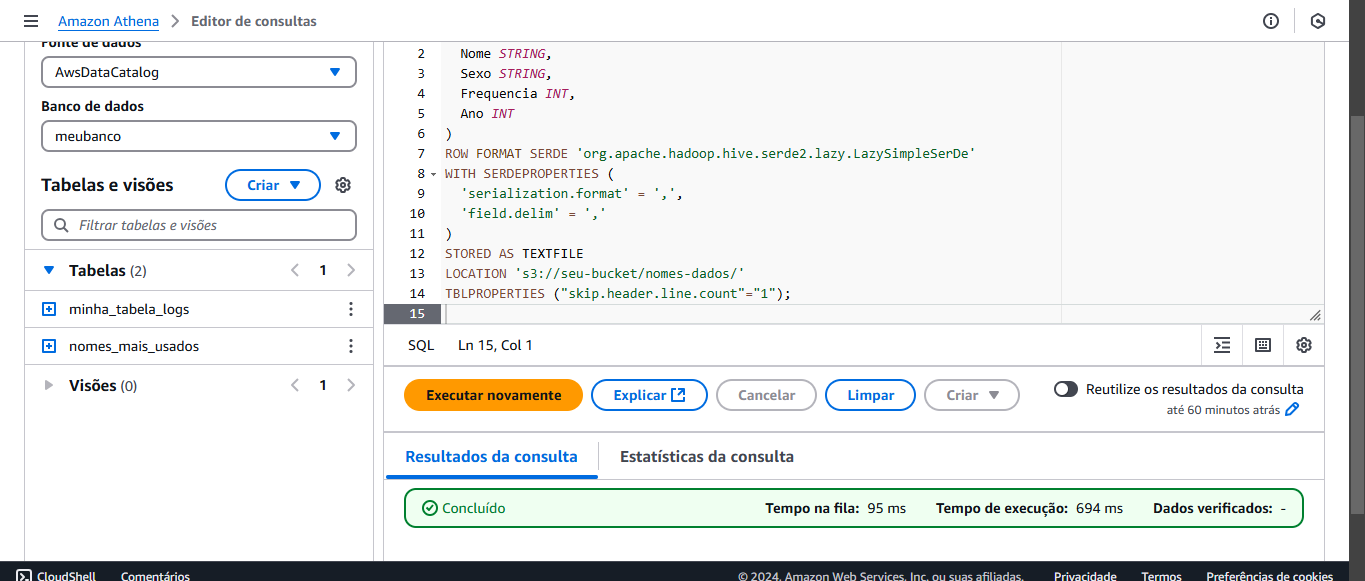 Amazon Athena > Editor de consultas
Fonte de dados
AwsDataCatalog
Banco de dados
meubanco
Tabelas e visões
Criar
Filtrar tabelas e visões
Tabelas (2)
< 1 >
minha_tabela_logs
nomes_mais_usados
Visões (0)
< 1 >
2 Nome STRING,
3 Sexo STRING,
4 Frequencia INT,
5 Ano INT
6 )
7 ROW FORMAT SERDE 'org.apache.hadoop.hive.serde2.lazy.LazySimpleSerDe'
8 WITH SERDEPROPERTIES (
9 'serialization.format' = ',',
10 'field.delim' = ','
11 )
12 STORED AS TEXTFILE
13 LOCATION 's3://seu-bucket/nomes-dados/'
14 TBLPROPERTIES ("skip.header.line.count"="1");
15
SQL Ln 15, Col 1
Executar novamente
Explicar
Cancelar
Limpar
Criar
Reutilize os resultados da consulta
até 60 minutos atrás
Resultados da consulta
Estatísticas da consulta
Concluído
Tempo na fila: 95 ms
Tempo de execução: 694 ms
Dados verificados: -
CloudShell
Comentários
© 2024, Amazon Web Services, Inc. ou suas afiliadas.
Privacidade
Termos
Preferências de cookies